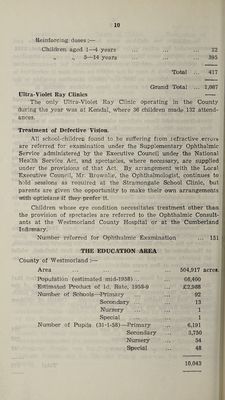 10
Reinforcing doses :—
Children aged 1—4 years ... ... ... 22
„ „ 5—14 years ... ... ... 395
Total ... 417
Grand Total ... 1,087
Ultra-Violet Ray Clinics
The only Ultra-Violet Ray Clinic operating in the County
during the year was at Kendal, where 36 children made 132 attend-
ances.
Treatment of Defective Vision.
All school-children found to be suffering from refractive errors
are referred for examination under the Supplementary Ophthalmic
Service administered by the Executive Council under the National
Health Service Act, and spectacles, where necessary, are supplied
under the provisions of that Act. By arrangement with the Local
Executive Council, Mr. Brownlie, the Ophthalmologist, continues to
hold sessions as required at the Stramongate School Clinic, but
parents are given the opportunity to make their own arrangements
with opticians if they prefer it.
Children whose eye condition necessitates treatment other than
the provision of spectacles are referred to the Ophthalmic Consult-
ants at the Westmorland County Hospital or at the Cumberland
Infirmary.
Number referred for Ophthalmic Examination ... 151
THE EDUCATION AREA
County of Westmorland :—
Area ... ... ... ... 504,917 acres.
Population (estimated mid-1958) ... ... 66,400
Estimated Product of 1d. Rate, 1958-9 ... £2,968
Number of Schools—Primary ... ... 92
Secondary ... ... 13
Nursery ... ... 1
Special ... ... 1
Number of Pupils (31-1-58)—Primary ... 6,191
Secondary ... 3,750
Nursery ... 54
Special ... 48
10,043